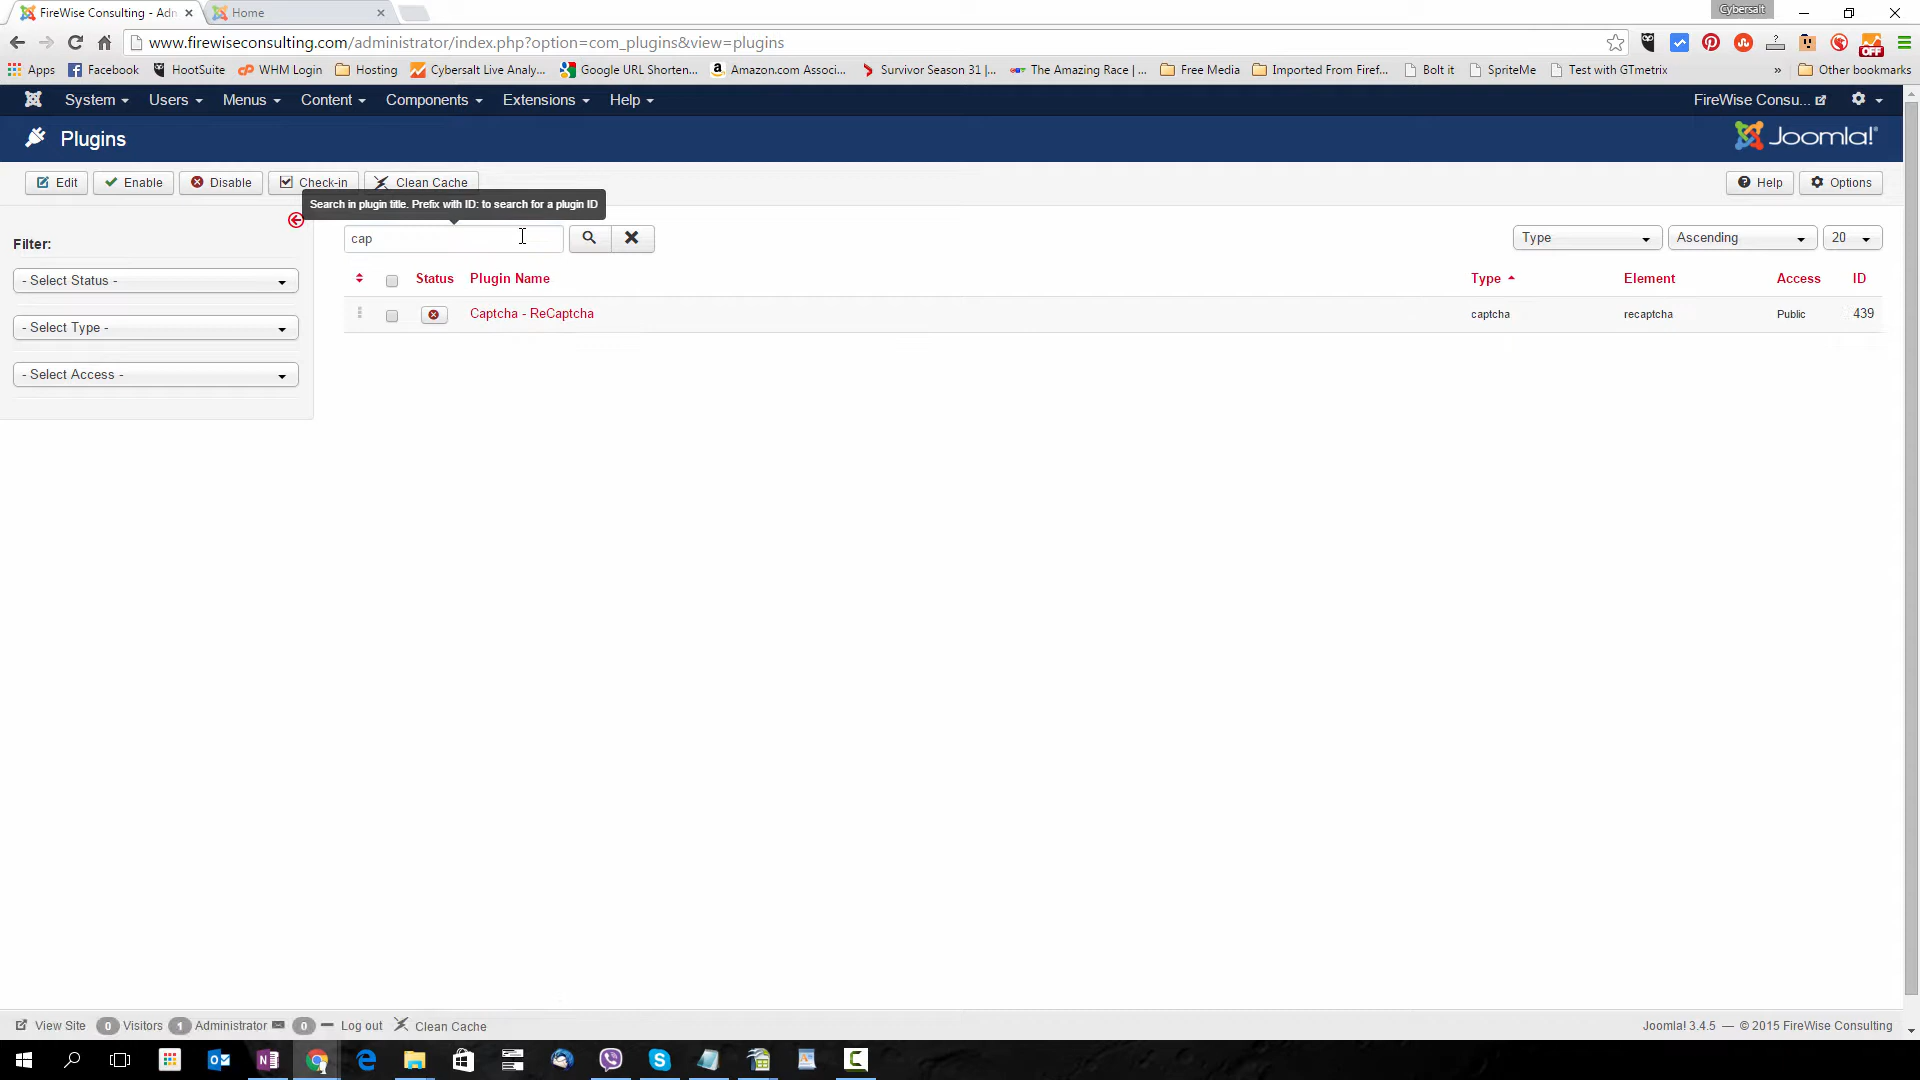 FireWise Consulting - Adn
Home
Cybersalt
www.firewiseconsulting.com/administrator/index.php?option=com_plugins&view=plugins
Apps Facebook HootSuite WHM Login Hosting Cybersalt Live Analy... Google URL Shorten... Amazon.com Associ... Survivor Season 31 |... The Amazing Race | ... Free Media Imported From Firef... Bolt it SpriteMe Test with GTmetrix » Other bookmarks
System Users Menus Content Components Extensions Help FireWise Consu...
Plugins Joomla!
Edit Enable Disable Check-in Clean Cache Help Options
Search in plugin title. Prefix with ID: to search for a plugin ID
Filter:
cap Type Ascending 20
- Select Status -
- Select Type -
- Select Access -
Status Plugin Name Type Element Access ID
Captcha - ReCaptcha captcha recaptcha Public 439
View Site 0 Visitors 1 Administrator 0 Log out Clean Cache Joomla! 3.4.5 — © 2015 FireWise Consulting